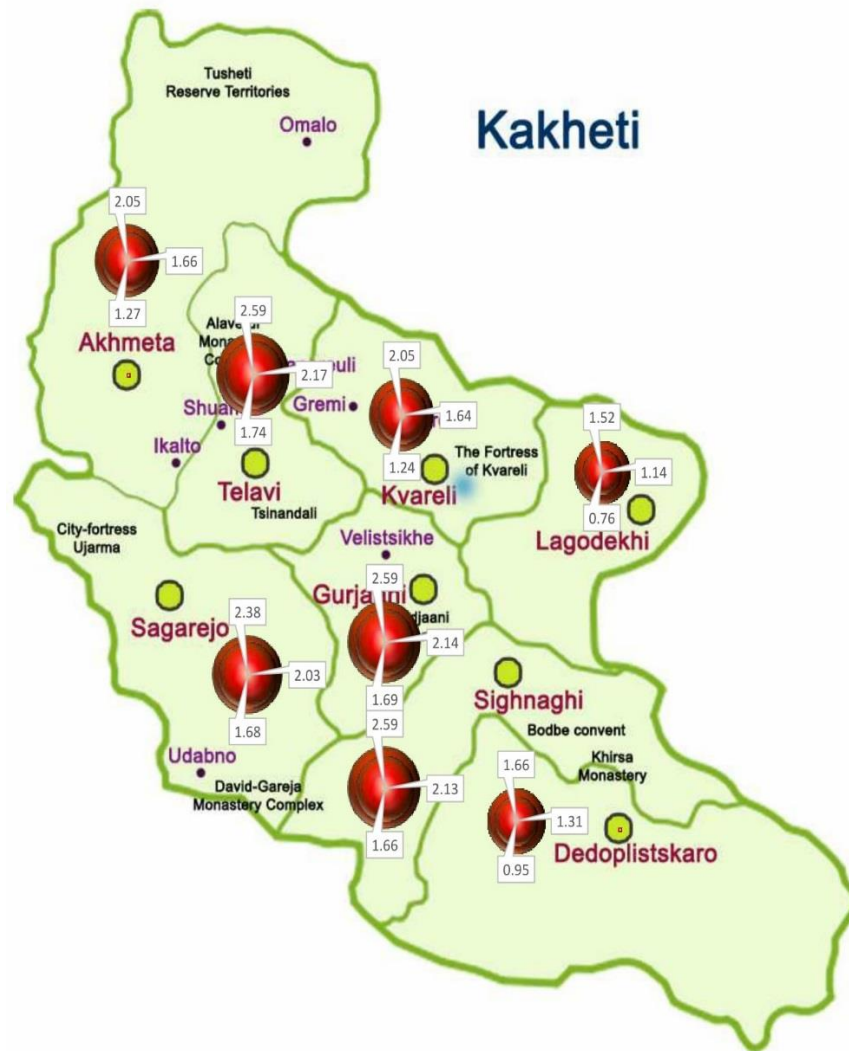 Kakheti
Tusheti
Reserve Territories
Omalo
2.05
1.66
1.27
Akhmeta
2.59
2.17
1.74
Shuam
Ikalto
Telavi
Tsinandali
2.05
1.64
1.24
Gremi
The Fortress
of Kvareli
Kvareli
1.52
1.14
0.76
Lagodekhi
City-fortress
Ujarma
Velistsikhe
2.59
2.14
1.69
Sagarejo
2.38
2.03
1.68
Sighnaghi
Bodbe convent
Khirsa
Monastery
Udabno
David-Gareja
Monastery Complex
2.59
2.13
1.66
1.66
1.31
0.95
Dedoplistskaro